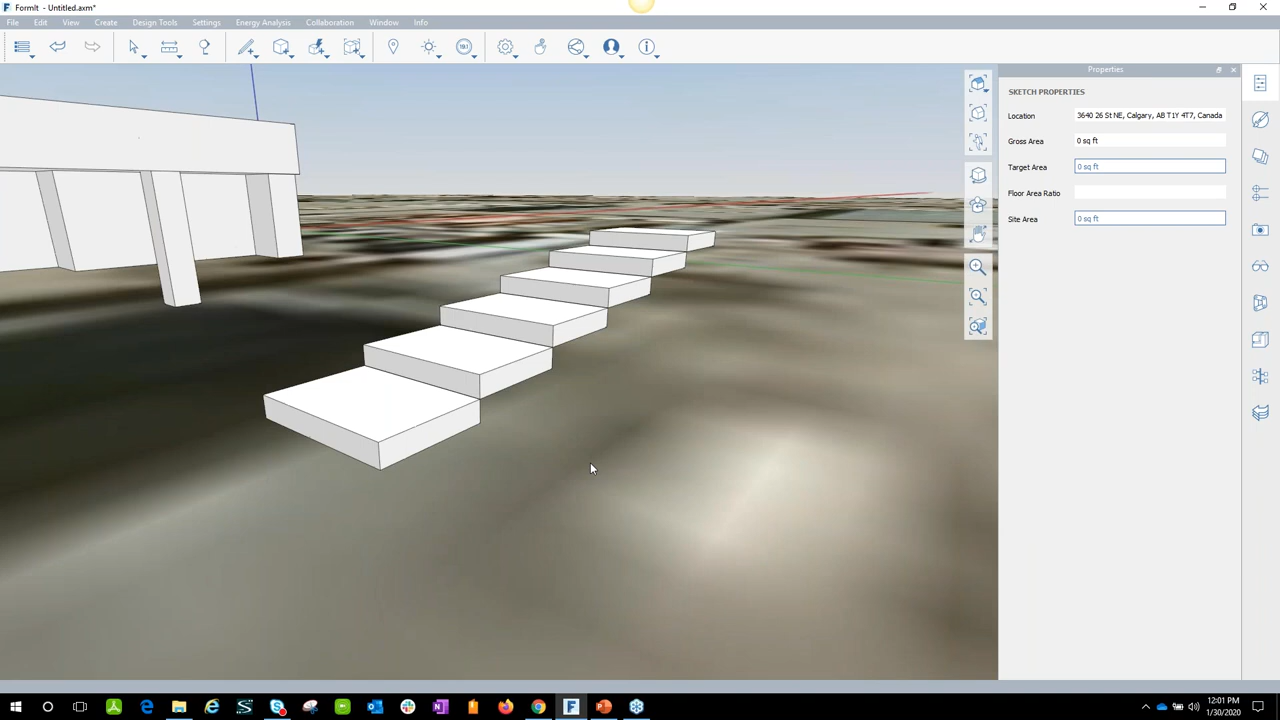 FormIt - Untitled.axm*
File Edit View Create Design Tools Settings Energy Analysis Collaboration Window Info
Properties
SKETCH PROPERTIES
Location 3640 26 St NE, Calgary, AB T1Y 4T7, Canada
Gross Area 0 sq ft
Target Area 0 sq ft
Floor Area Ratio
Site Area 0 sq ft
12:01 PM
1/30/2020